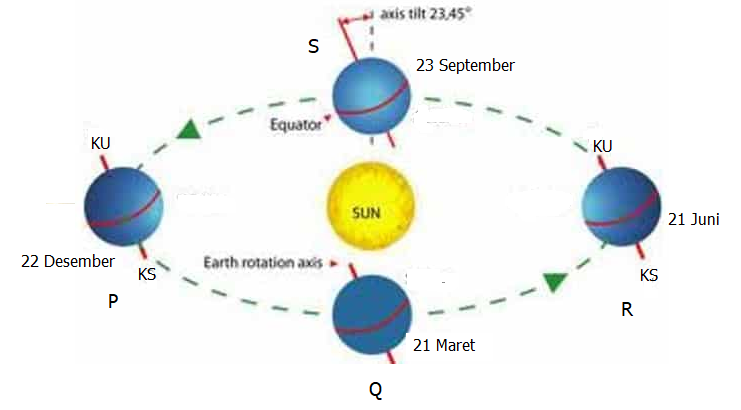 axis tilt 23,45°
S
23 September
Equator
KU
KU
SUN
21 Juni
22 Desember
KS
Earth rotation axis
KS
P
R
21 Maret
Q